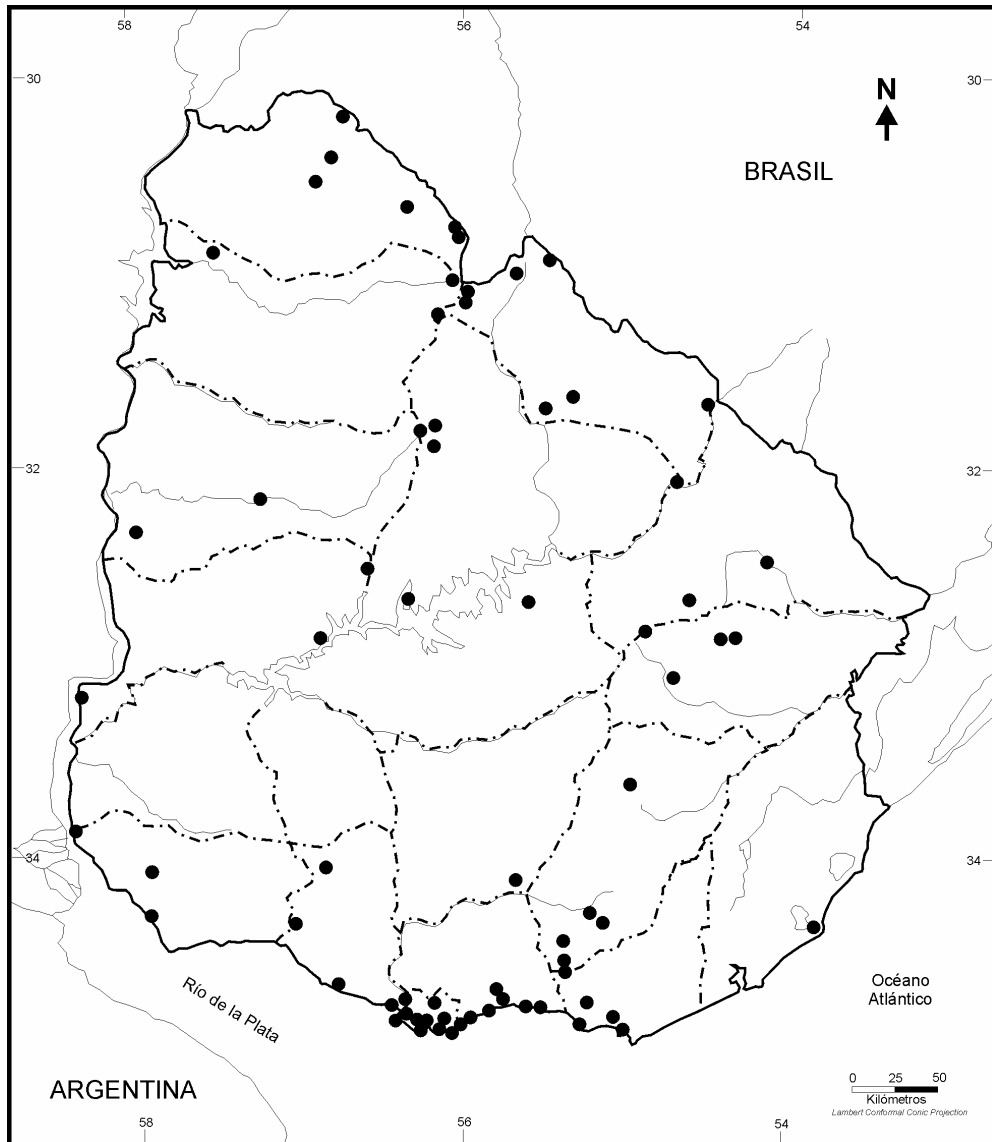 58 56 54
30 30
N
BRASIL
32 32
34 34
Océano
Atlántico
Río de la Plata
ARGENTINA
0 25 50
Kilómetros
Lambert Conformal Conic Projection
58 56 54